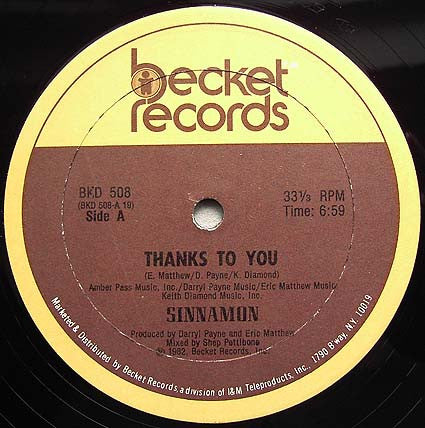 becket
records
BKD 508
(BKD 508-A 19)
Side A
33⅓ RPM
Time: 6:59
THANKS TO YOU
(E. Matthew/D. Payne/K. Diamond)
Amber Pass Music, Inc./Darryl Payne Music/Eric Matthew Music/
Keith Diamond Music, Inc.
SINNAMON
Produced by Darryl Payne and Eric Matthew
Mixed by Shep Pettibone
© 1982, Becket Records, Inc.
Marketed & Distributed by Becket Records, a division of I&M Teleproducts, Inc., 1790 B'way, N.Y. 10019